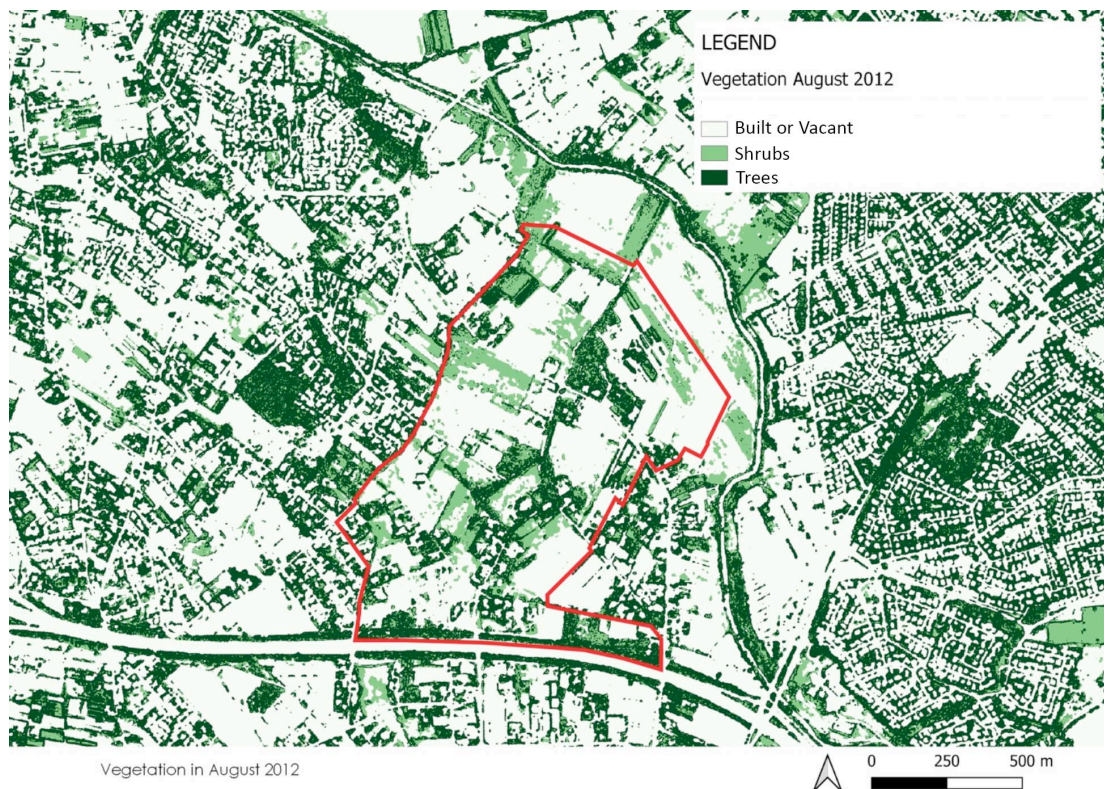 LEGEND
Vegetation August 2012
Built or Vacant
Shrubs
Trees
Vegetation in August 2012
0 250 500 m